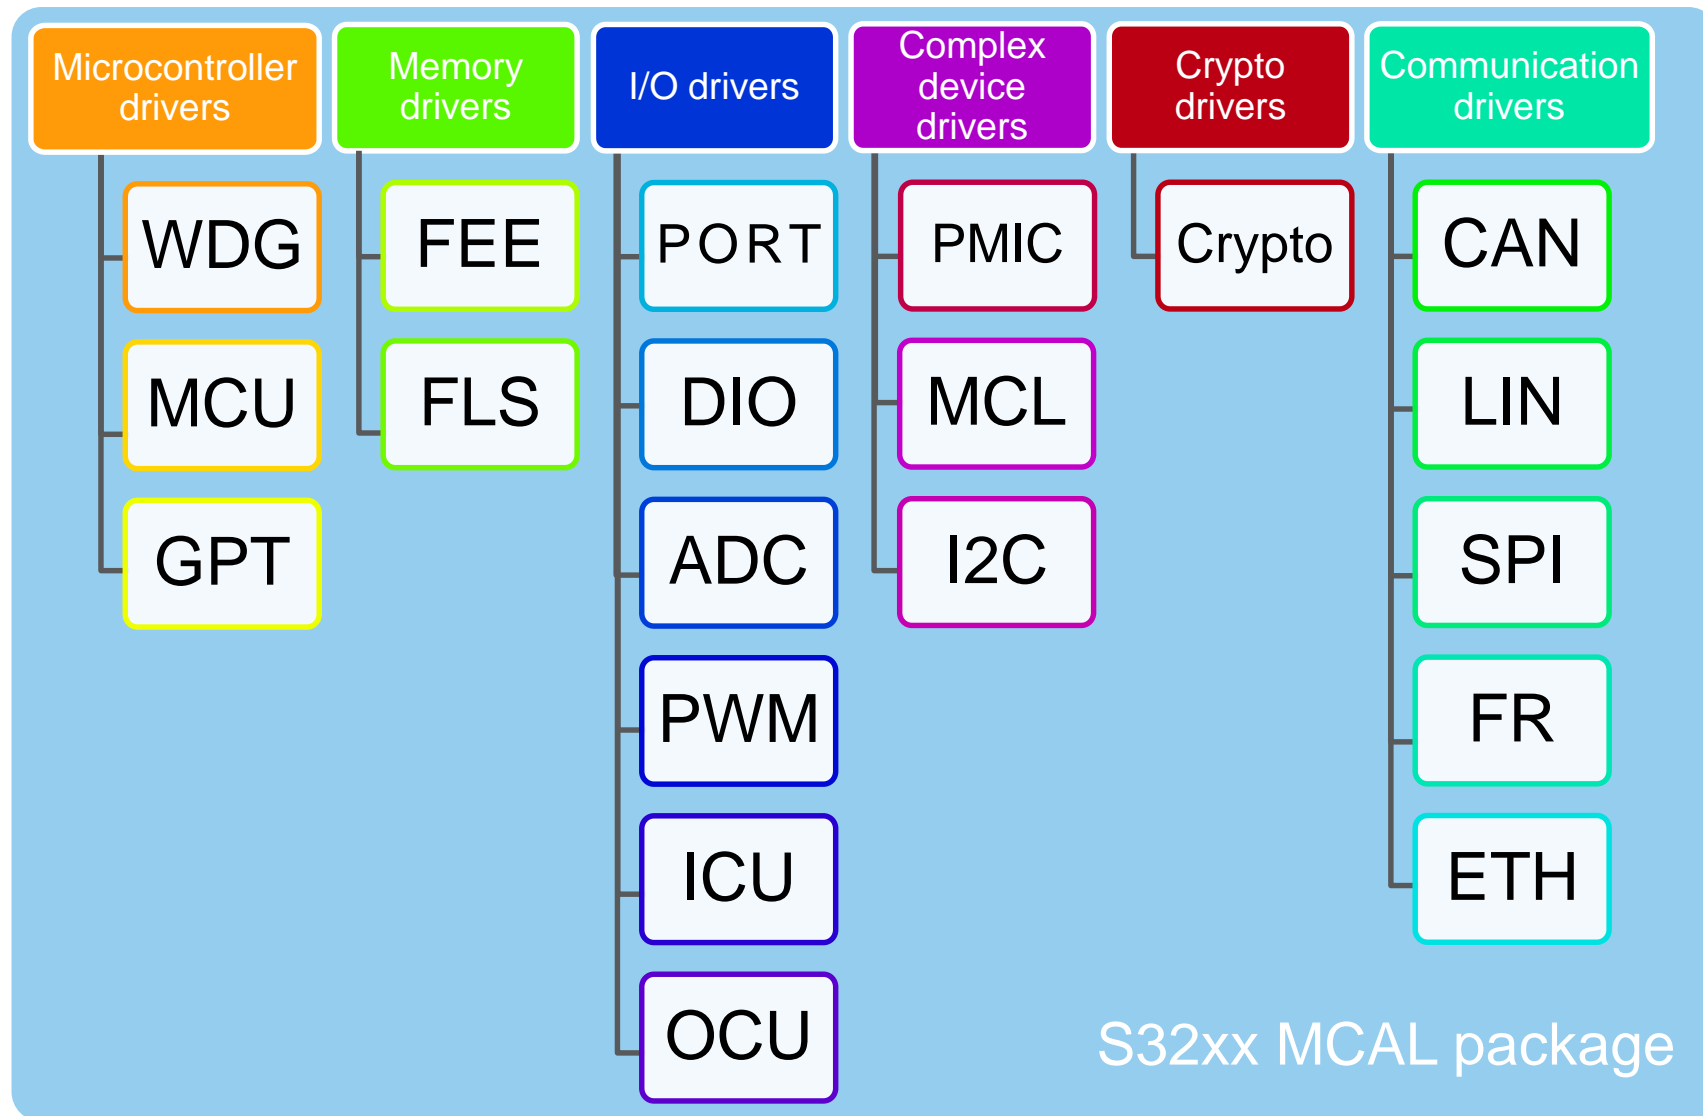 Microcontroller
drivers
WDG
MCU
GPT
Memory
drivers
FEE
FLS
I/O drivers
PORT
DIO
ADC
PWM
ICU
OCU
Complex
device
drivers
PMIC
MCL
I2C
Crypto
drivers
Crypto
Communication
drivers
CAN
LIN
SPI
FR
ETH
S32xx MCAL package